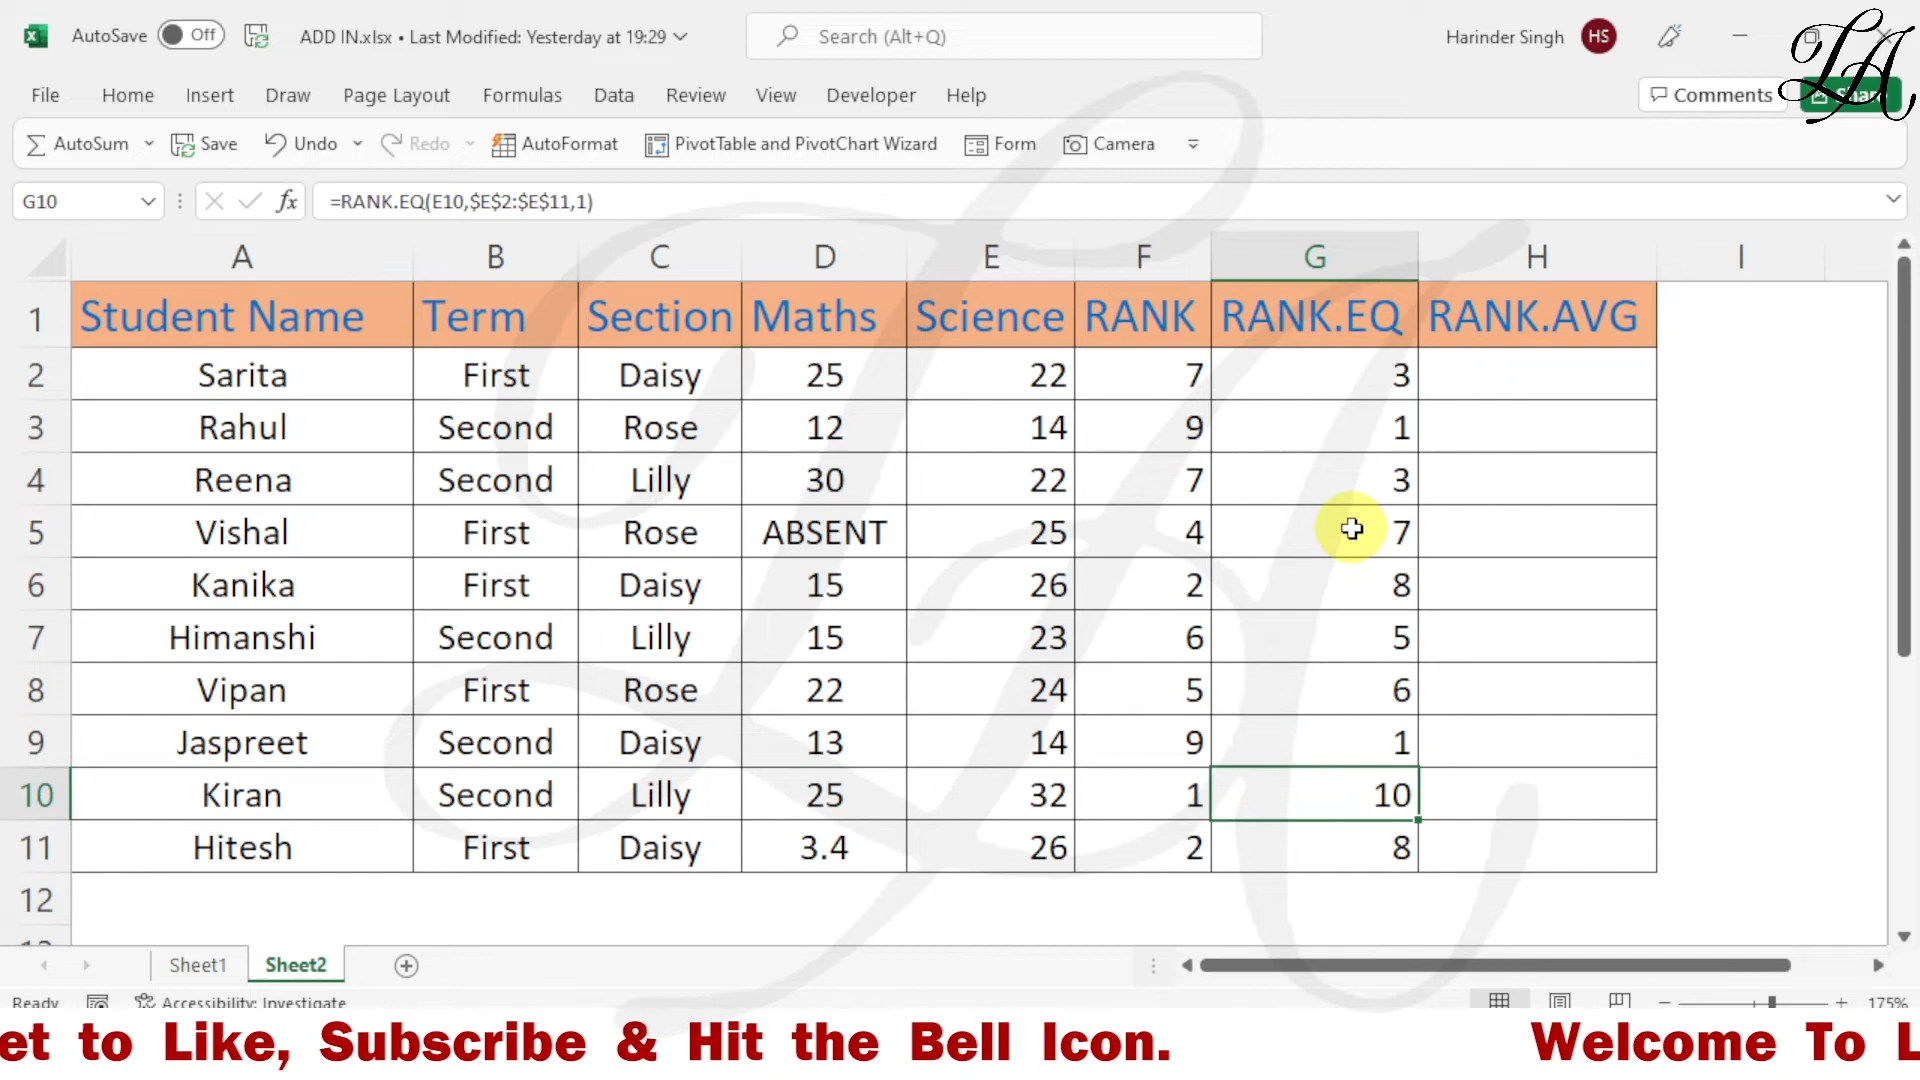 AutoSave Off ADD IN.xlsx • Last Modified: Yesterday at 19:29 Search (Alt+Q) Harinder Singh HS LA
File Home Insert Draw Page Layout Formulas Data Review View Developer Help Comments Share
AutoSum Save Undo Redo AutoFormat PivotTable and PivotChart Wizard Form Camera
G10 fx =RANK.EQ(E10,$E$2:$E$11,1)
A B C D E F G H I
1 Student Name Term Section Maths Science RANK RANK.EQ RANK.AVG
2 Sarita First Daisy 25 22 7 3
3 Rahul Second Rose 12 14 9 1
4 Reena Second Lilly 30 22 7 3
5 Vishal First Rose ABSENT 25 4 7
6 Kanika First Daisy 15 26 2 8
7 Himanshi Second Lilly 15 23 6 5
8 Vipan First Rose 22 24 5 6
9 Jaspreet Second Daisy 13 14 9 1
10 Kiran Second Lilly 25 32 1 10
11 Hitesh First Daisy 3.4 26 2 8
12
Sheet1 Sheet2
Ready Accessibility: Investigate 175%
et to Like, Subscribe & Hit the Bell Icon. Welcome To L